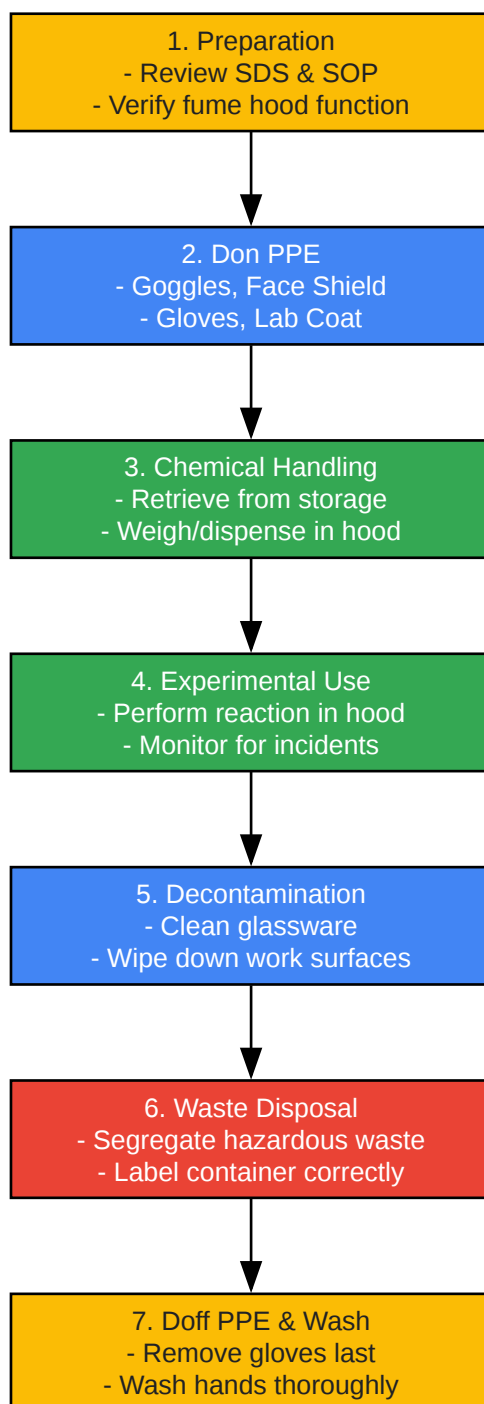 1. Preparation
- Review SDS & SOP
- Verify fume hood function
2. Don PPE
- Goggles, Face Shield
- Gloves, Lab Coat
3. Chemical Handling
- Retrieve from storage
- Weigh/dispense in hood
4. Experimental Use
- Perform reaction in hood
- Monitor for incidents
5. Decontamination
- Clean glassware
- Wipe down work surfaces
6. Waste Disposal
- Segregate hazardous waste
- Label container correctly
7. Doff PPE & Wash
- Remove gloves last
- Wash hands thoroughly